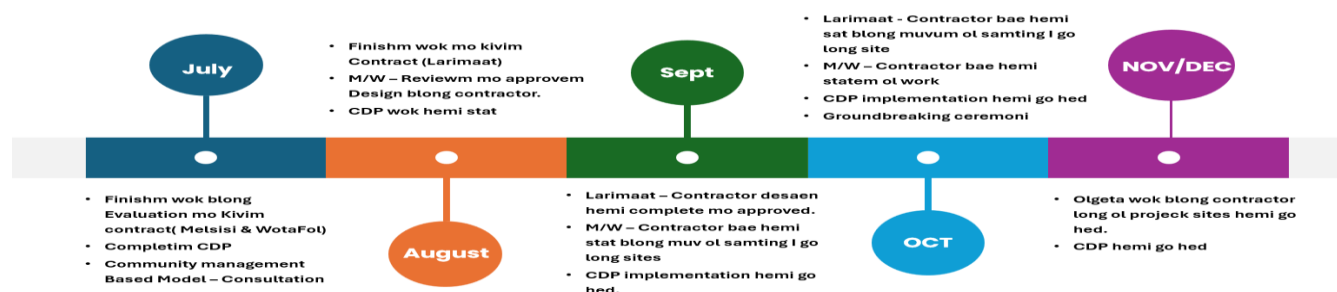 July
• Finishm wok blong
Evaluation mo Kivim
contract( Melsisi & WotaFol)
• Completim CDP
• Community management
Based Model – Consultation
• Finishm wok mo kivim
Contract (Larimaat)
• M/W – Reviewm mo approvem
Design blong contractor.
• CDP wok hemi stat
August
Sept
• Larimaat – Contractor desaen
hemi complete mo approved.
• M/W – Contractor bae hemi
stat blong muv ol samting I go
long sites
• CDP implementation hemi go
hed.
• Larimaat - Contractor bae hemi
sat blong muvum ol samting I go
long site
• M/W – Contractor bae hemi
statem ol work
• CDP implementation hemi go hed
• Groundbreaking ceremoni
OCT
NOV/DEC
• Olgeta wok blong contractor
long ol projeck sites hemi go
hed.
• CDP hemi go hed